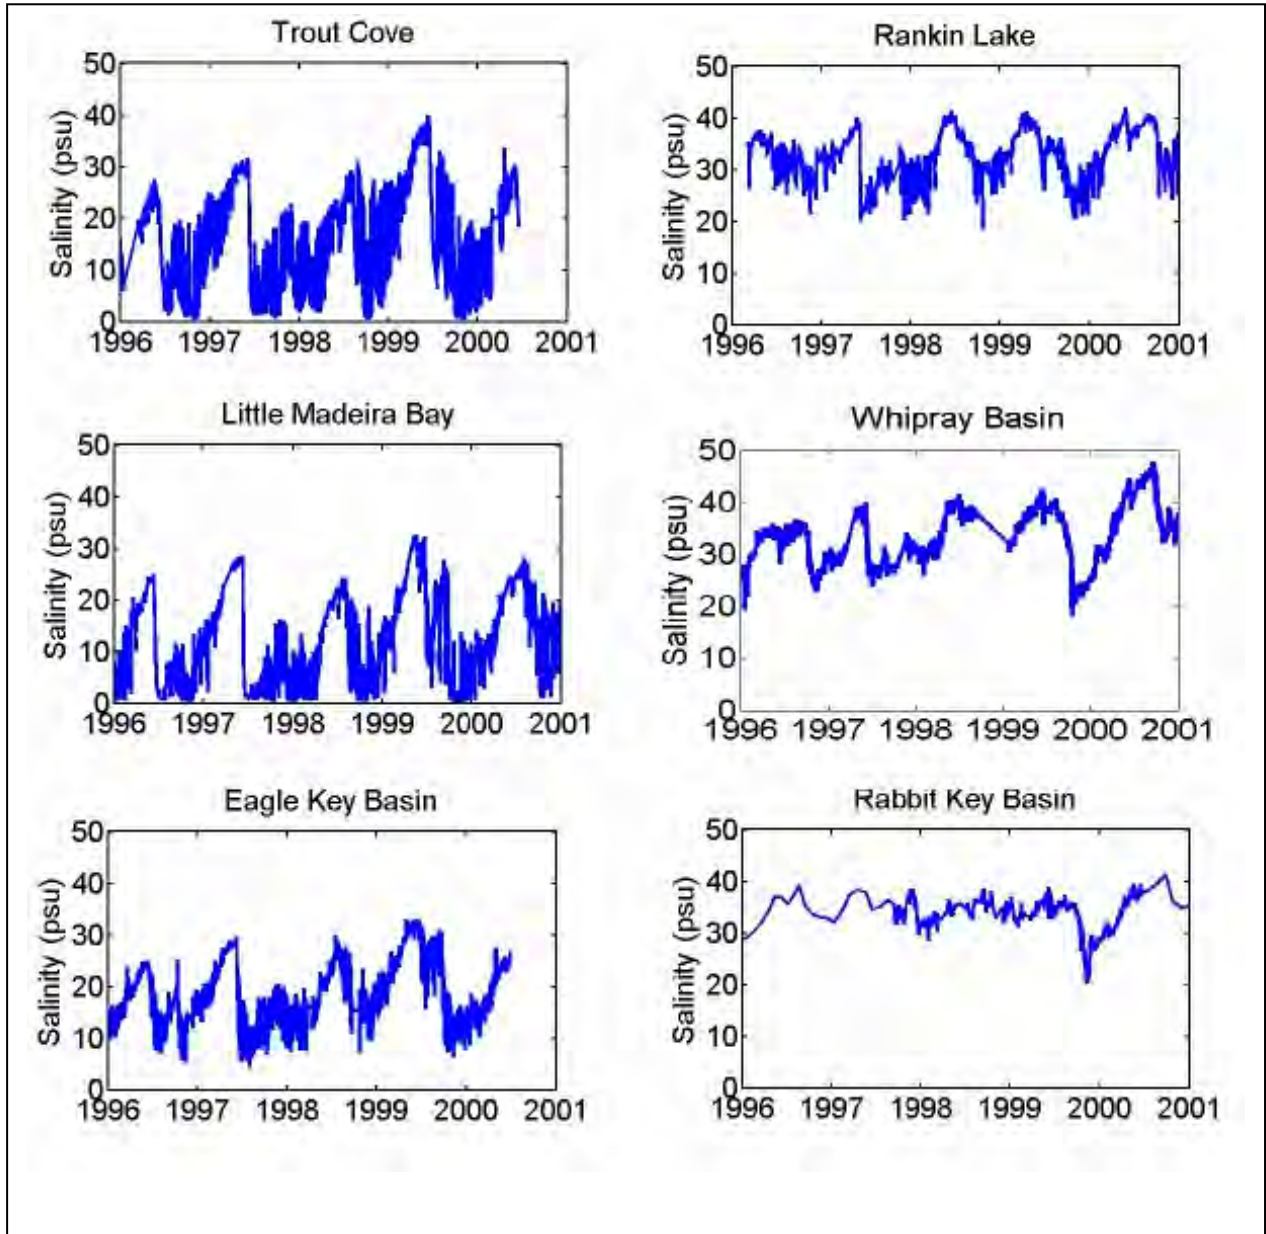 Trout Cove
Salinity (psu)
50
40
30
20
10
0
1996 1997 1998 1999 2000 2001
Rankin Lake
Salinity (psu)
50
40
30
20
10
0
1996 1997 1998 1999 2000 2001
Little Madeira Bay
Salinity (psu)
50
40
30
20
10
0
1996 1997 1998 1999 2000 2001
Whipray Basin
Salinity (psu)
50
40
30
20
10
0
1996 1997 1998 1999 2000 2001
Eagle Key Basin
Salinity (psu)
50
40
30
20
10
0
1996 1997 1998 1999 2000 2001
Rabbit Key Basin
Salinity (psu)
50
40
30
20
10
0
1996 1997 1998 1999 2000 2001